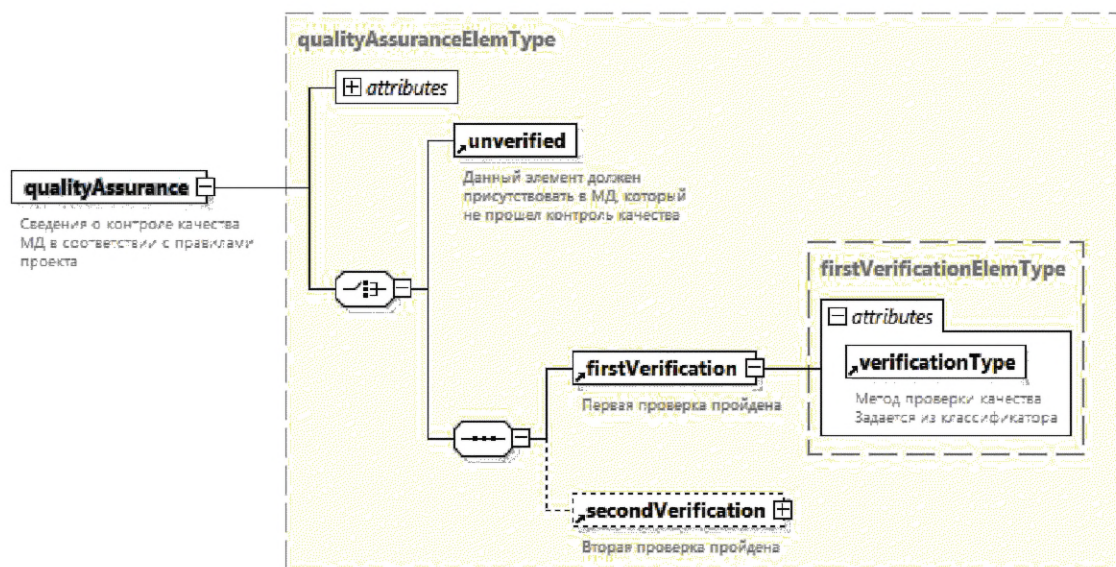 qualityAssuranceElemType
attributes
unverified
Данный элемент должен
присутствовать в МД, который
не прошел контроль качества
qualityAssurance
Сведения о контроле качества
МД в соответствии с правилами
проекта
firstVerificationElemType
attributes
verificationType
Метод проверки качества
Задается из классификатора
firstVerification
Первая проверка пройдена
secondVerification
Вторая проверка пройдена